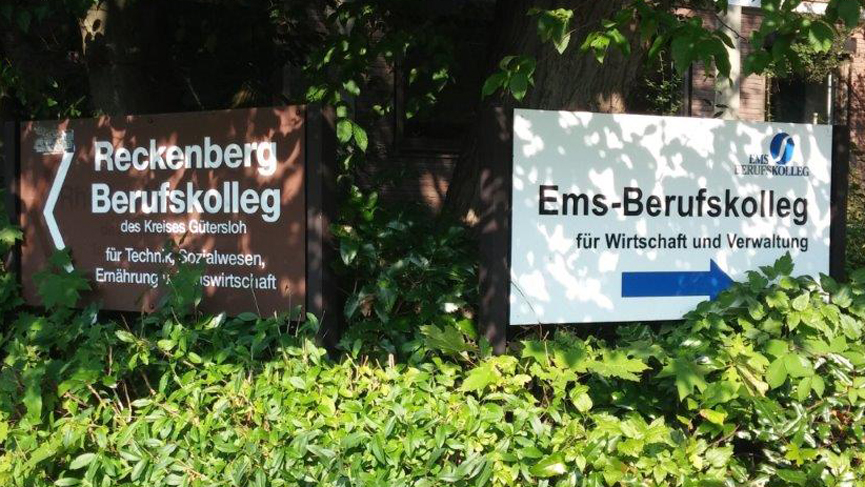 Reckenberg
Berufskolleg
des Kreises Gütersloh
für Technik, Sozialwesen,
Ernährung
EMS
BERUFSKOLLEG
Ems-Berufskolleg
für Wirtschaft und Verwaltung